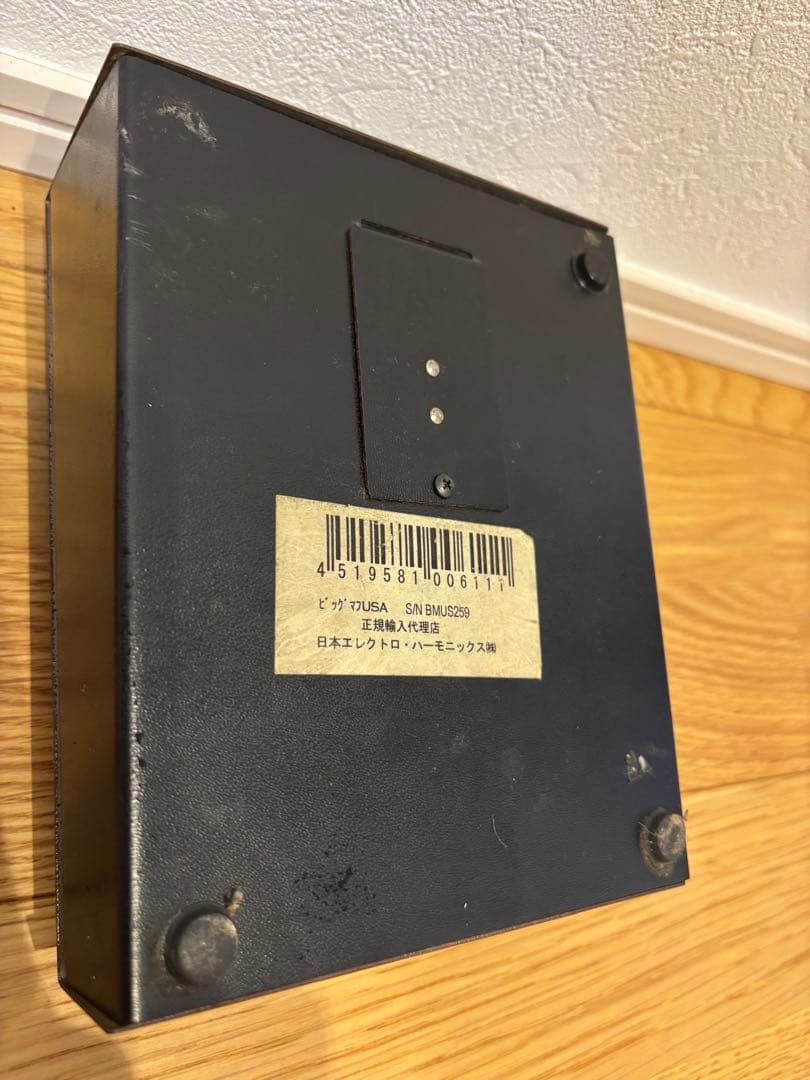 4 519581 006111
ﾋﾞｯｸﾞﾏﾌUSA S/N BMUS259
正規輸入代理店
日本エレクトロ・ハーモニックス㈱